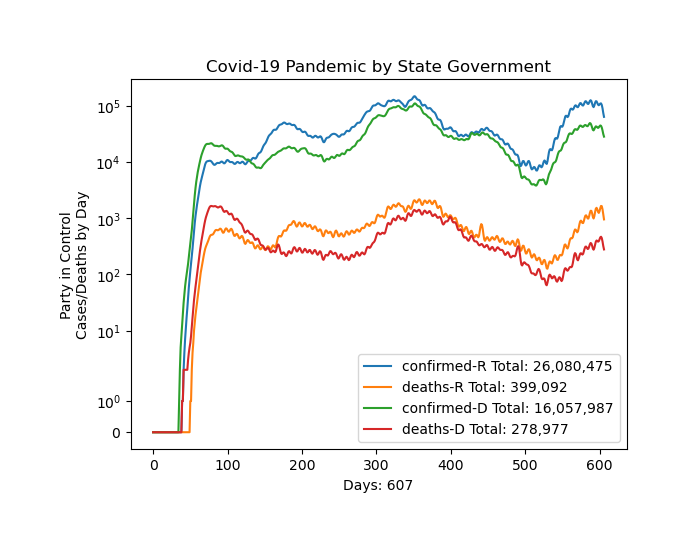 Covid-19 Pandemic by State Government
Party in Control
Cases/Deaths by Day
10^5
10^4
10^3
10^2
10^1
10^0
0
confirmed-R Total: 26,080,475
deaths-R Total: 399,092
confirmed-D Total: 16,057,987
deaths-D Total: 278,977
0 100 200 300 400 500 600
Days: 607